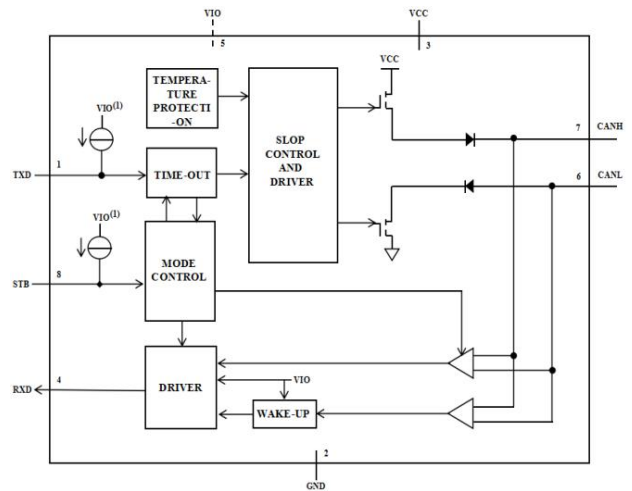 VIO
VCC
5
3
TEMPERA-
TURE
PROTECTI
-ON
VCC
VIO(1)
SLOP
CONTROL
AND
DRIVER
7
CANH
1
TXD
TIME-OUT
6
CANL
VIO(1)
MODE
CONTROL
8
STB
DRIVER
4
RXD
VIO
WAKE-UP
2
GND